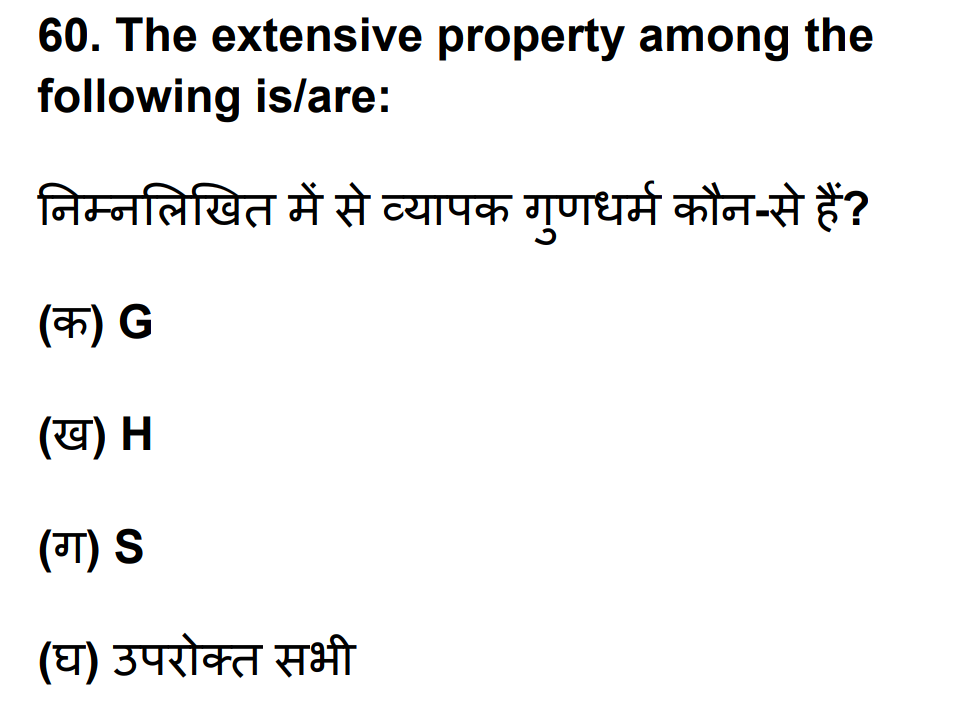 60. The extensive property among the
following is/are:
निम्नलिखित में से व्यापक गुणधर्म कौन-से हैं?
(क) G
(ख) H
(ग) S
(घ) उपरोक्त सभी